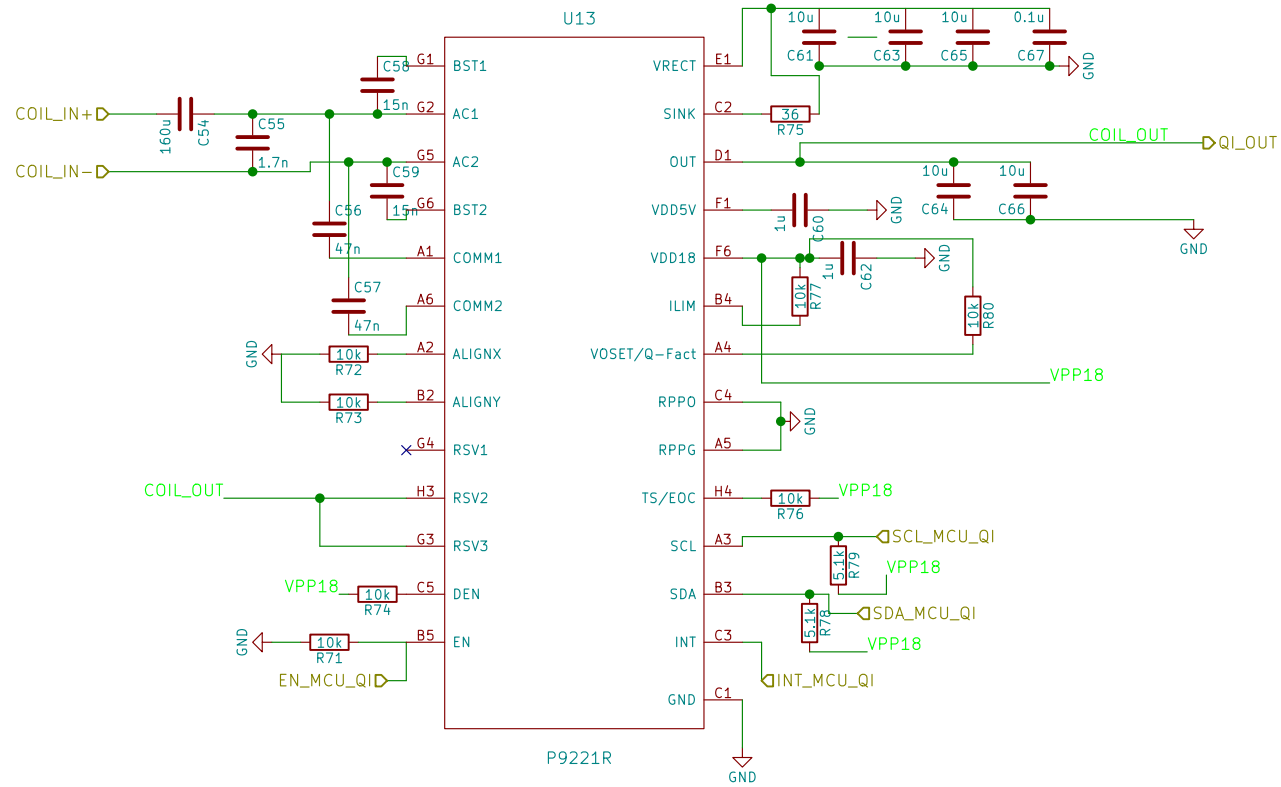 U13
10u 10u 10u 0.1u
C61 C63 C65 C67
GND
G1 BST1 VRECT E1
C58
15n
COIL_IN+
160u
C54
C55
1.7n
G2 AC1 SINK C2
36
R75
COIL_OUT
QI_OUT
COIL_IN-
G5 AC2 OUT D1
C59
15n
10u 10u
C64 C66
GND
G6 BST2 VDD5V F1
1u
C60
GND
C56
47n
A1 COMM1 VDD18 F6
1u
C62
GND
10k
R77
10k
R80
C57
47n
A6 COMM2 ILIM B4
GND
10k
R72
A2 ALIGNX VOSET/Q-Fact A4
VPP18
10k
R73
B2 ALIGNY RPPO C4
GND
G4 RSV1 RPPG A5
COIL_OUT
H3 RSV2 TS/EOC H4
10k
R76
VPP18
G3 RSV3 SCL A3
SCL_MCU_QI
5.1k
R79
VPP18
VPP18
10k
R74
C5 DEN SDA B3
SDA_MCU_QI
5.1k
R78
VPP18
GND
10k
R71
B5 EN INT C3
EN_MCU_QI
INT_MCU_QI
GND C1
P9221R
GND